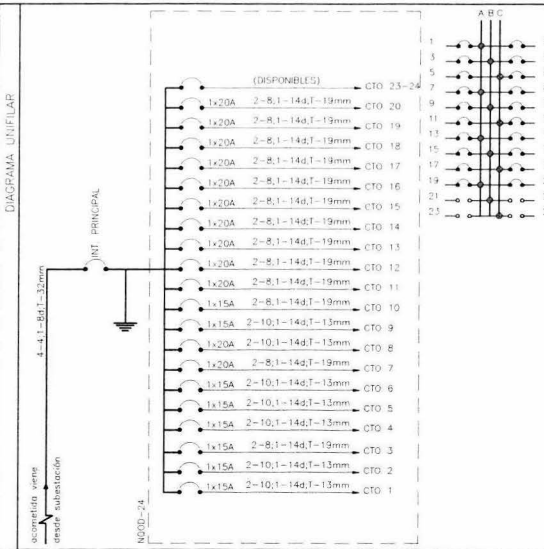 DIAGRAMA UNIFILAR
A B C
(DISPONIBLES) CTO 23-24
1x20A 2-8;1-14d;T-19mm CTO 20
1x20A 2-8,1-14d;T-19mm CTO 19
1x20A 2-8,1-14d;T-19mm CTO 18
1x20A 2-8,1-14d;T-19mm CTO 17
1x20A 2-8,1-14d;T-19mm CTO 16
1x20A 2-8,1-14d;T-19mm CTO 15
1x20A 2-8,1-14d;T-19mm CTO 14
1x20A 2-8,1-14d;T-19mm CTO 13
1x20A 2-8,1-14d;T-19mm CTO 12
1x20A 2-8,1-14d;T-19mm CTO 11
1x15A 2-8,1-14d;T-19mm CTO 10
1x15A 2-10;1-14d;T-13mm CTO 9
1x20A 2-10;1-14d;T-13mm CTO 8
1x20A 2-8;1-14d;T-19mm CTO 7
1x15A 2-10;1-14d;T-13mm CTO 6
1x15A 2-10;1-14d;T-13mm CTO 5
1x15A 2-10;1-14d;T-13mm CTO 4
1x15A 2-8;1-14d;T-19mm CTO 3
1x15A 2-10;1-14d;T-13mm CTO 2
1x15A 2-10;1-14d;T-13mm CTO 1
INT. PRINCIPAL
4-4,1-8d,T-32mm
acometida viene
desde subestación
NQOD-24
1
3
5
7
9
11
13
15
17
19
21
23